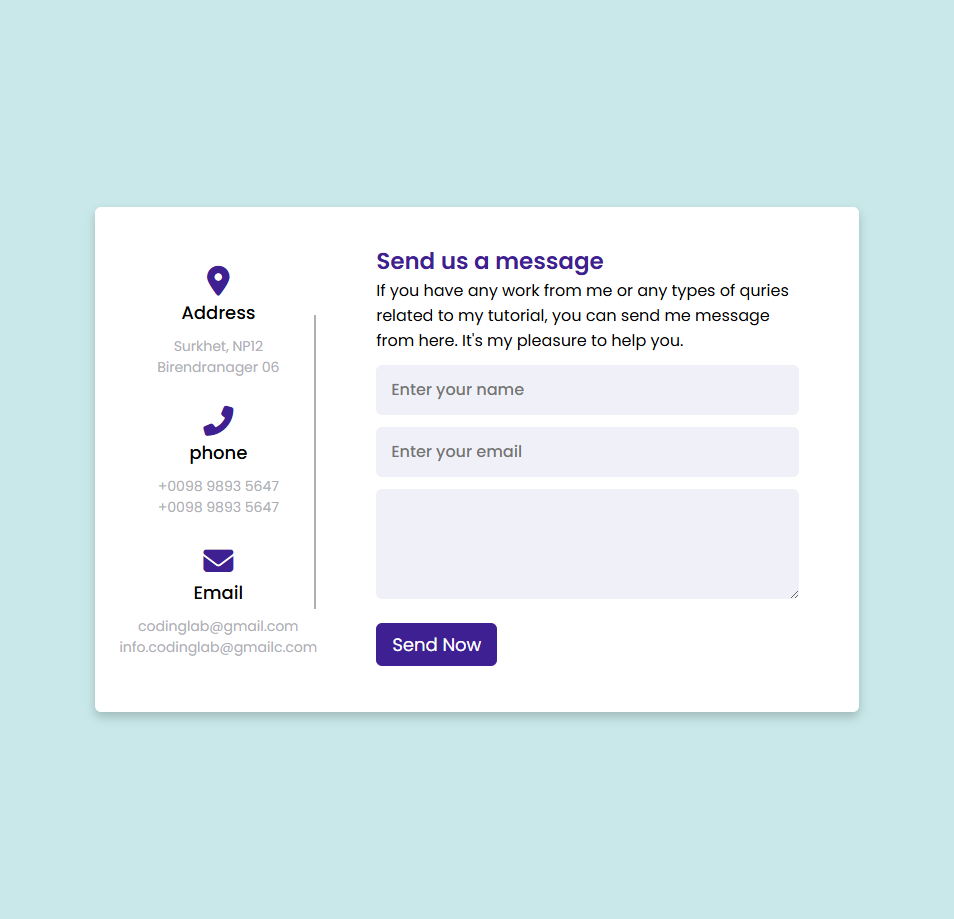 Address
Surkhet, NP12
Birendranager 06
phone
+0098 9893 5647
+0098 9893 5647
Email
codinglab@gmail.com
info.codinglab@gmailc.com
Send us a message
If you have any work from me or any types of quries
related to my tutorial, you can send me message
from here. It's my pleasure to help you.
Enter your name
Enter your email
Send Now